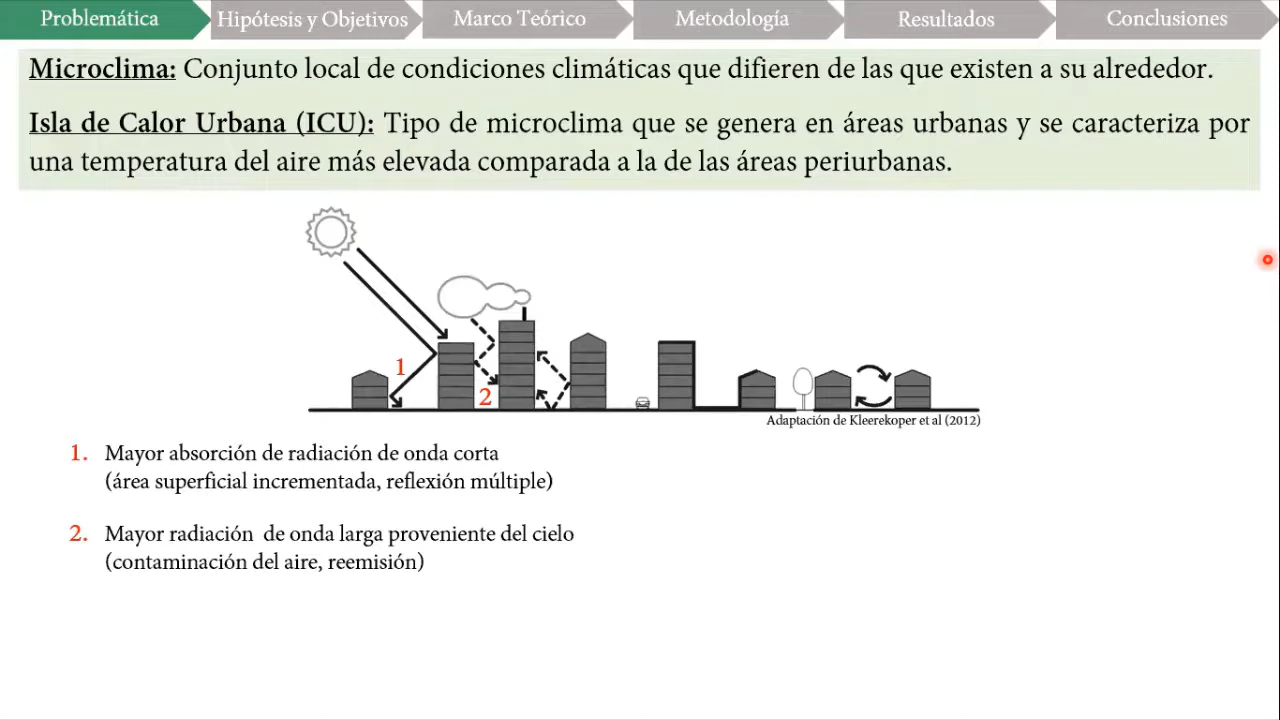 Problemática
Hipótesis y Objetivos
Marco Teórico
Metodología
Resultados
Conclusiones
Microclima: Conjunto local de condiciones climáticas que difieren de las que existen a su alrededor.
Isla de Calor Urbana (ICU): Tipo de microclima que se genera en áreas urbanas y se caracteriza por
una temperatura del aire más elevada comparada a la de las áreas periurbanas.
1
2
Adaptación de Kleerekoper et al (2012)
1. Mayor absorción de radiación de onda corta
(área superficial incrementada, reflexión múltiple)
2. Mayor radiación de onda larga proveniente del cielo
(contaminación del aire, reemisión)